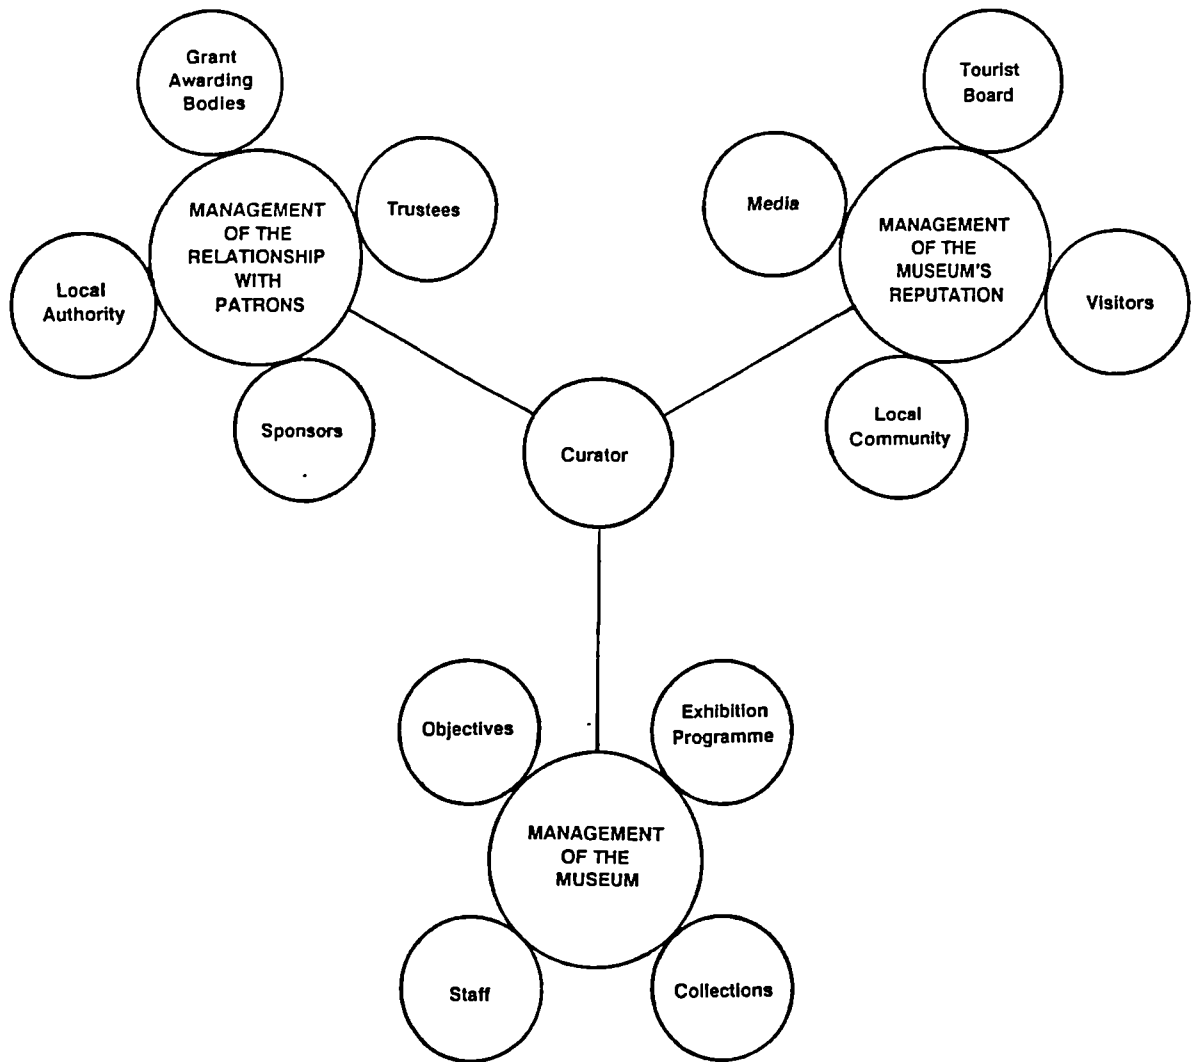 Grant
Awarding
Bodies
Trustees
MANAGEMENT
OF THE
RELATIONSHIP
WITH
PATRONS
Local
Authority
Sponsors
Tourist
Board
Media
MANAGEMENT
OF THE
MUSEUM'S
REPUTATION
Visitors
Local
Community
Curator
Objectives
Exhibition
Programme
MANAGEMENT
OF THE
MUSEUM
Staff
Collections